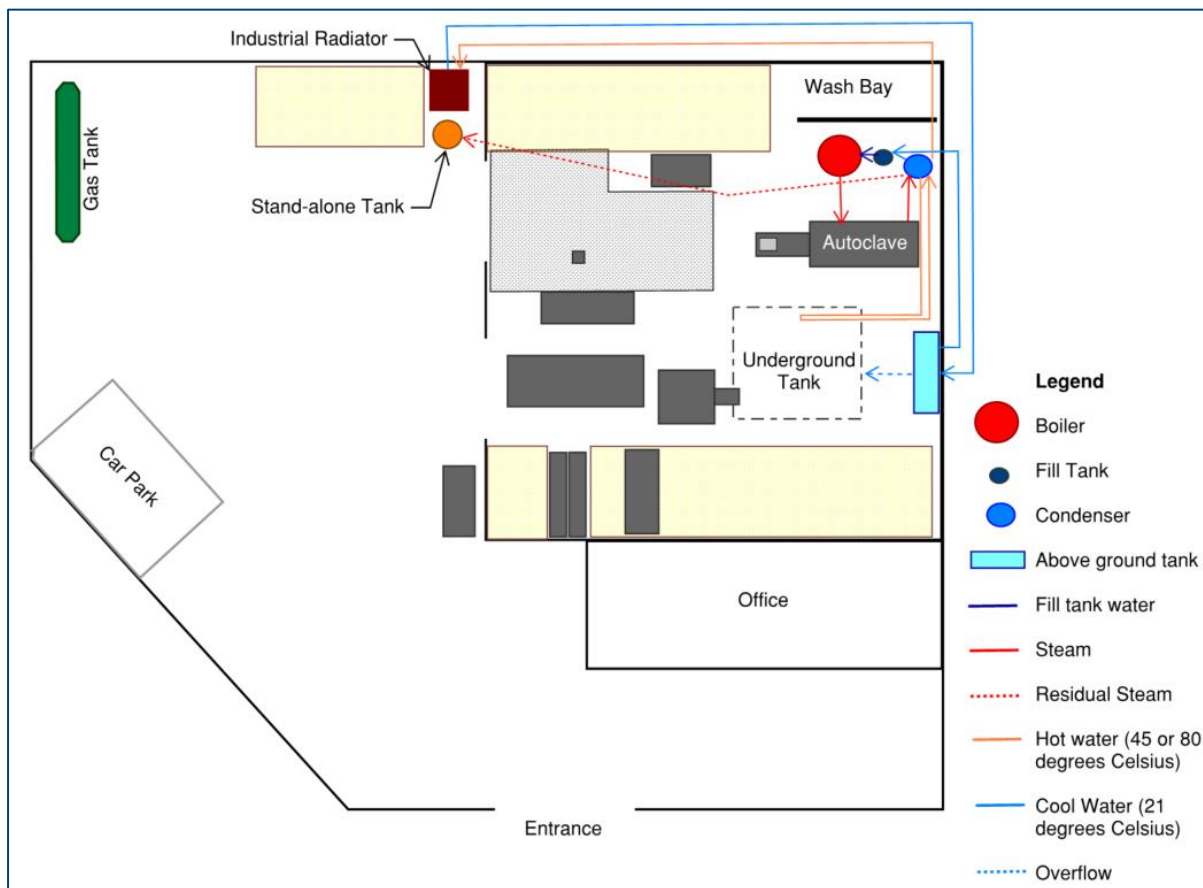 Industrial Radiator
Wash Bay
Gas Tank
Stand-alone Tank
Autoclave
Underground
Tank
Car Park
Office
Entrance
Legend
Boiler
Fill Tank
Condenser
Above ground tank
Fill tank water
Steam
Residual Steam
Hot water (45 or 80
degrees Celsius)
Cool Water (21
degrees Celsius)
Overflow